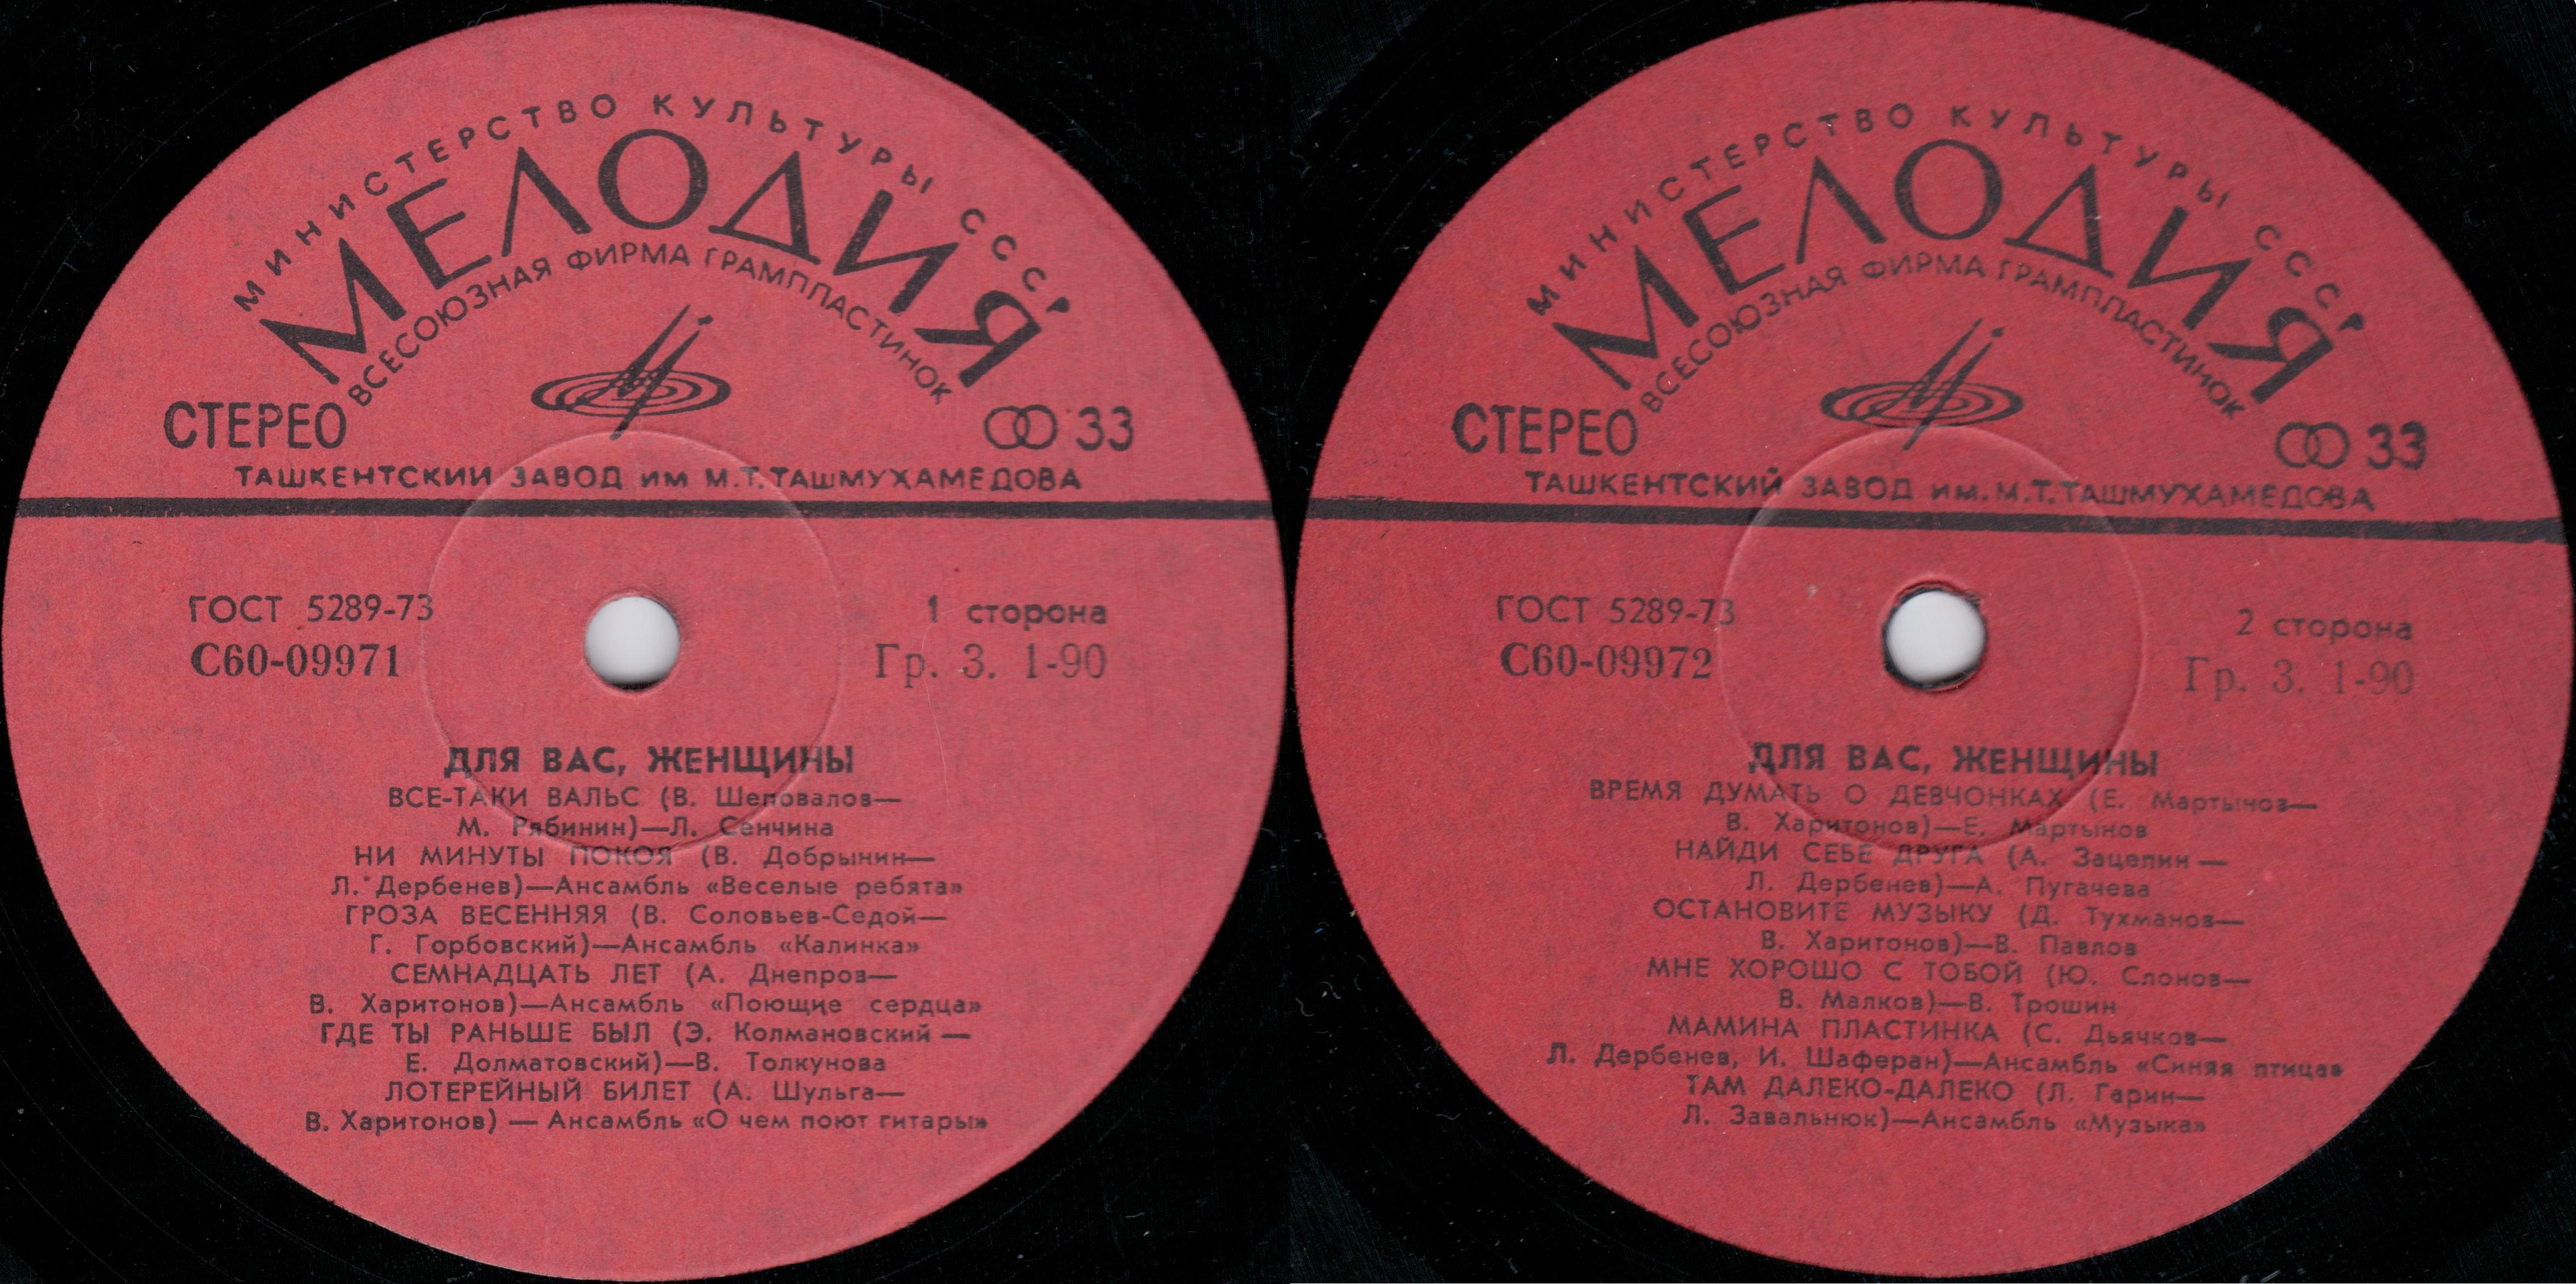 МИНИСТЕРСТВО КУЛЬТУРЫ СССР
МЕЛОДИЯ
ВСЕСОЮЗНАЯ ФИРМА ГРАМПЛАСТИНОК
СТЕРЕО
33
ТАШКЕНТСКИЙ ЗАВОД ИМ М.Т.ТАШМУХАМЕДОВА
ГОСТ 5289-73
1 сторона
С60-09971
Гр. 3. 1-90
ДЛЯ ВАС, ЖЕНЩИНЫ
ВСЕ-ТАКИ ВАЛЬС (В. Шеповалов—
М. Рябинин)—Л. Сенчина
НИ МИНУТЫ ПОКОЯ (В. Добрынин—
Л. Дербенев)—Ансамбль «Веселые ребята»
ГРОЗА ВЕСЕННЯЯ (В. Соловьев-Седой—
Г. Горбовский)—Ансамбль «Калинка»
СЕМНАДЦАТЬ ЛЕТ (А. Днепров—
В. Харитонов)—Ансамбль «Поющие сердца»
ГДЕ ТЫ РАНЬШЕ БЫЛ (Э. Колмановский —
Е. Долматовский)—В. Толкунова
ЛОТЕРЕЙНЫЙ БИЛЕТ (А. Шульга—
В. Харитонов) — Ансамбль «О чем поют гитары»
МИНИСТЕРСТВО КУЛЬТУРЫ СССР
МЕЛОДИЯ
ВСЕСОЮЗНАЯ ФИРМА ГРАМПЛАСТИНОК
СТЕРЕО
33
ТАШКЕНТСКИЙ ЗАВОД ИМ. М.Т.ТАШМУХАМЕДОВА
ГОСТ 5289-73
2 сторона
С60-09972
Гр. 3. 1-90
ДЛЯ ВАС, ЖЕНЩИНЫ
ВРЕМЯ ДУМАТЬ О ДЕВЧОНКАХ (Е. Мартынов—
В. Харитонов)—Е. Мартынов
НАЙДИ СЕБЕ ДРУГА (А. Зацепин —
Л. Дербенев)—А. Пугачева
ОСТАНОВИТЕ МУЗЫКУ (Д. Тухманов—
В. Харитонов)—В. Павлов
МНЕ ХОРОШО С ТОБОЙ (Ю. Слонов—
В. Малков)—В. Трошин
МАМИНА ПЛАСТИНКА (С. Дьячков—
Л. Дербенев, И. Шаферан)—Ансамбль «Синяя птица»
ТАМ ДАЛЕКО-ДАЛЕКО (Л. Гарин—
Л. Завальнюк)—Ансамбль «Музыка»